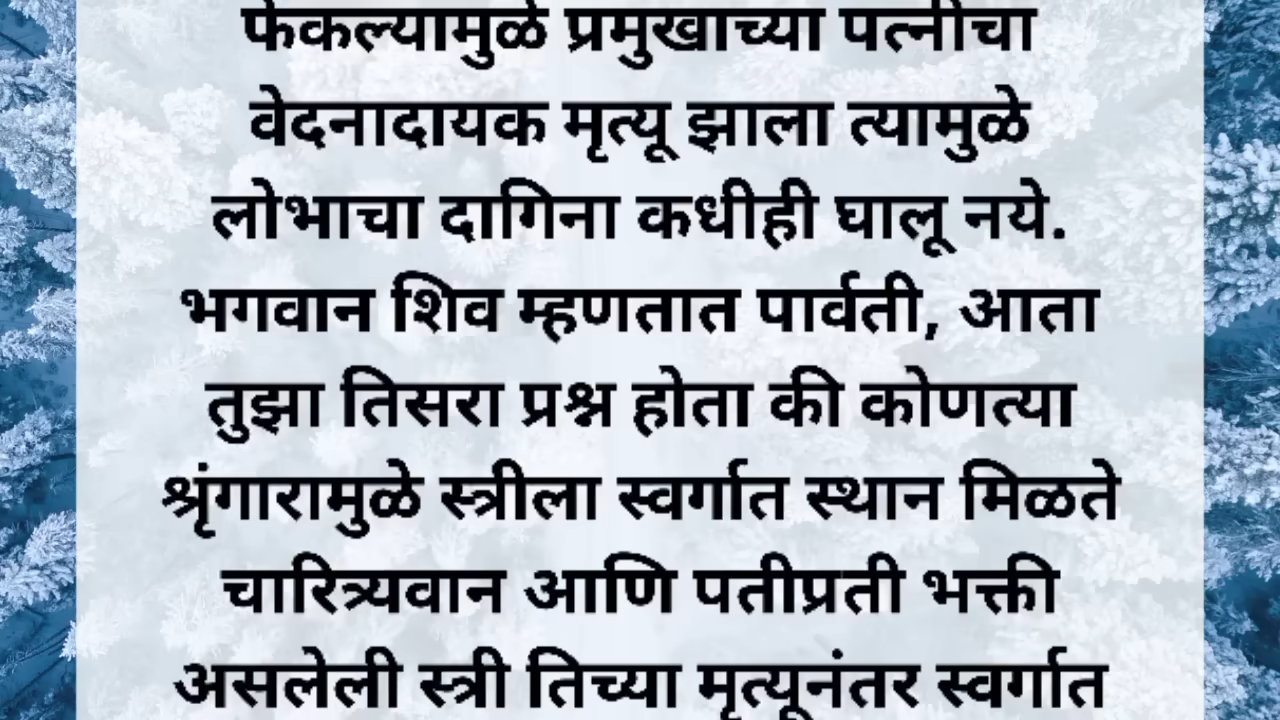 फेकल्यामुळे प्रमुखाच्या पत्नीचा
वेदनादायक मृत्यू झाला त्यामुळे
लोभाचा दागिना कधीही घालू नये.
भगवान शिव म्हणतात पार्वती, आता
तुझा तिसरा प्रश्न होता की कोणत्या
श्रृंगारामुळे स्त्रीला स्वर्गात स्थान मिळते
चारित्र्यवान आणि पतीप्रती भक्ती
असलेली स्त्री तिच्या मृत्यूनंतर स्वर्गात